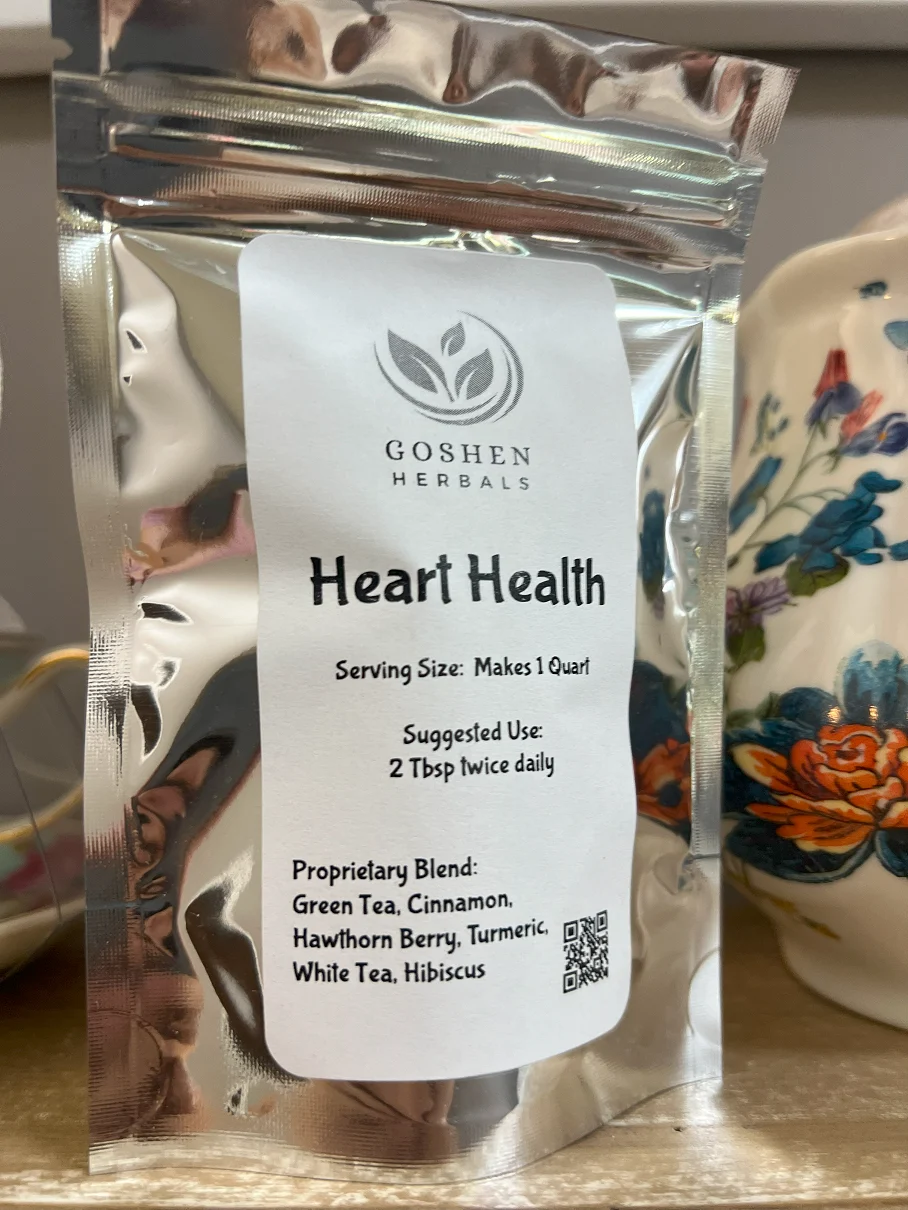 GOSHEN
HERBALS
Heart Health
Serving Size: Makes 1 Quart
Suggested Use:
2 Tbsp twice daily
Proprietary Blend:
Green Tea, Cinnamon,
Hawthorn Berry, Turmeric,
White Tea, Hibiscus